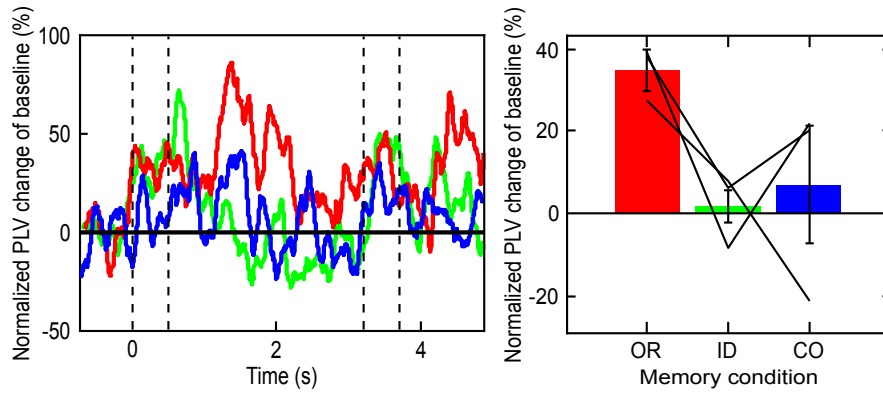 Normalized PLV change of baseline (%)
100
50
0
-50
0
2
4
Time (s)
Normalized PLV change of baseline (%)
40
20
0
-20
OR
ID
CO
Memory condition